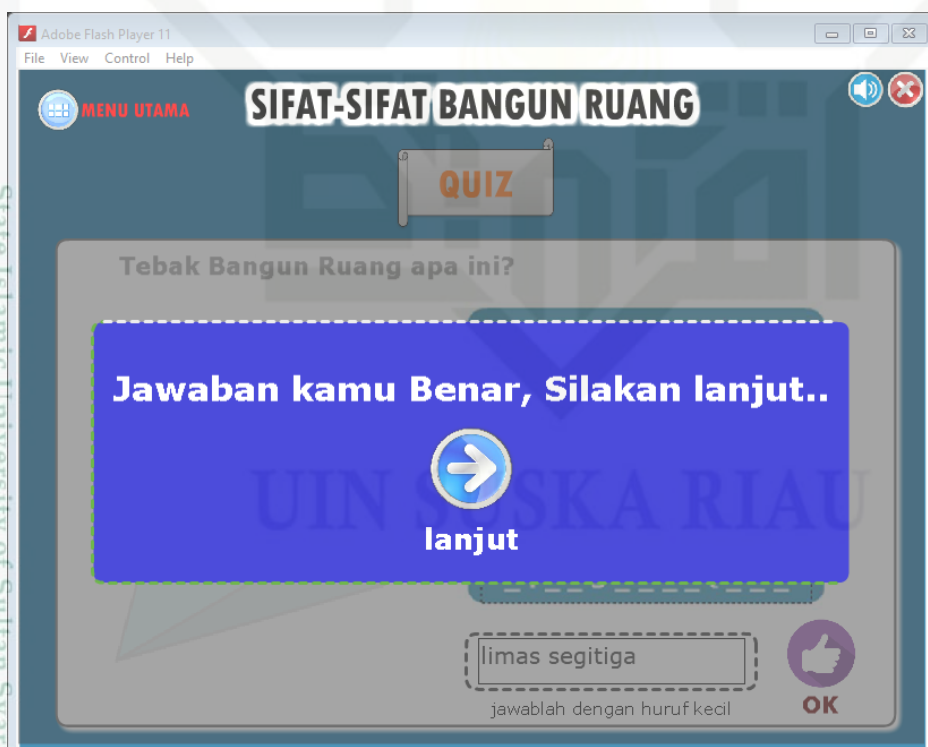 Adobe Flash Player 11
File View Control Help
MENU UTAMA
SIFAT-SIFAT BANGUN RUANG
QUIZ
Tebak Bangun Ruang apa ini?
Jawaban kamu Benar, Silakan lanjut..
lanjut
UIN SUSKA RIAU
limas segitiga
jawablah dengan huruf kecil
OK